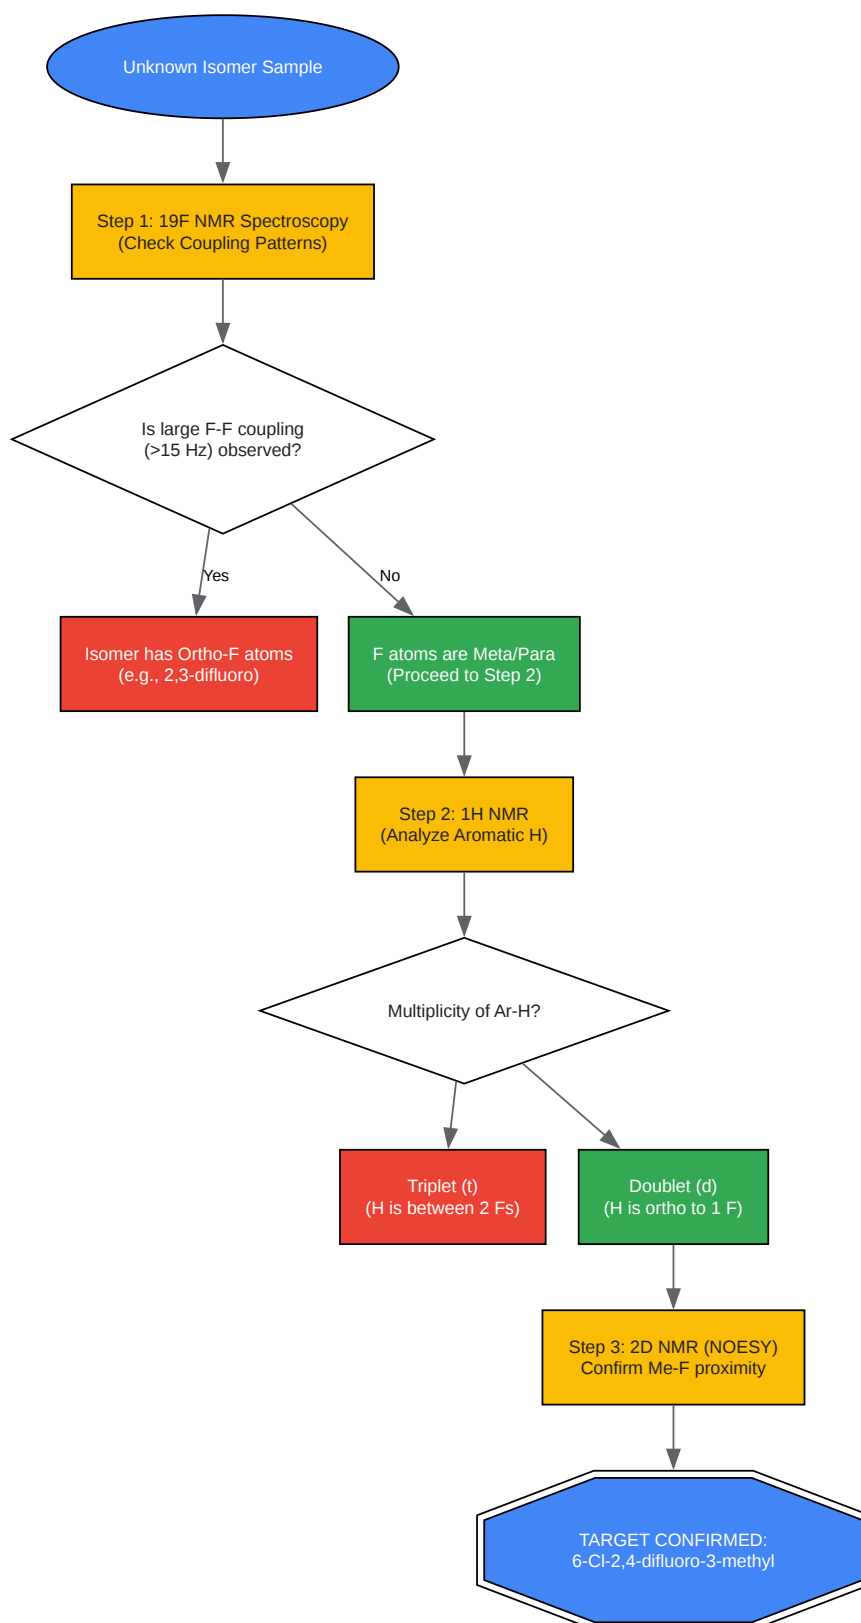 Unknown Isomer Sample
Step 1: 19F NMR Spectroscopy
(Check Coupling Patterns)
Is large F-F coupling
(>15 Hz) observed?
Yes
No
Isomer has Ortho-F atoms
(e.g., 2,3-difluoro)
F atoms are Meta/Para
(Proceed to Step 2)
Step 2: 1H NMR
(Analyze Aromatic H)
Multiplicity of Ar-H?
Triplet (t)
(H is between 2 Fs)
Doublet (d)
(H is ortho to 1 F)
Step 3: 2D NMR (NOESY)
Confirm Me-F proximity
TARGET CONFIRMED:
6-Cl-2,4-difluoro-3-methyl